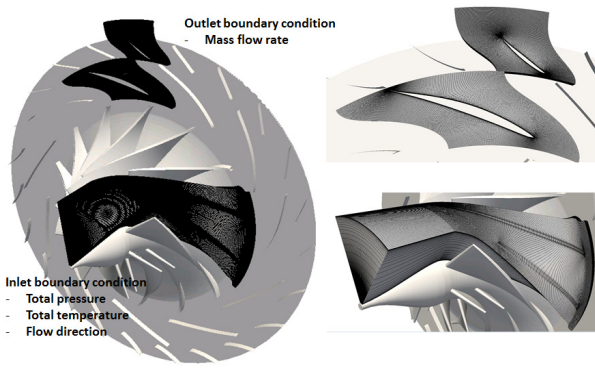 Outlet boundary condition
- Mass flow rate
Inlet boundary condition
- Total pressure
- Total temperature
- Flow direction